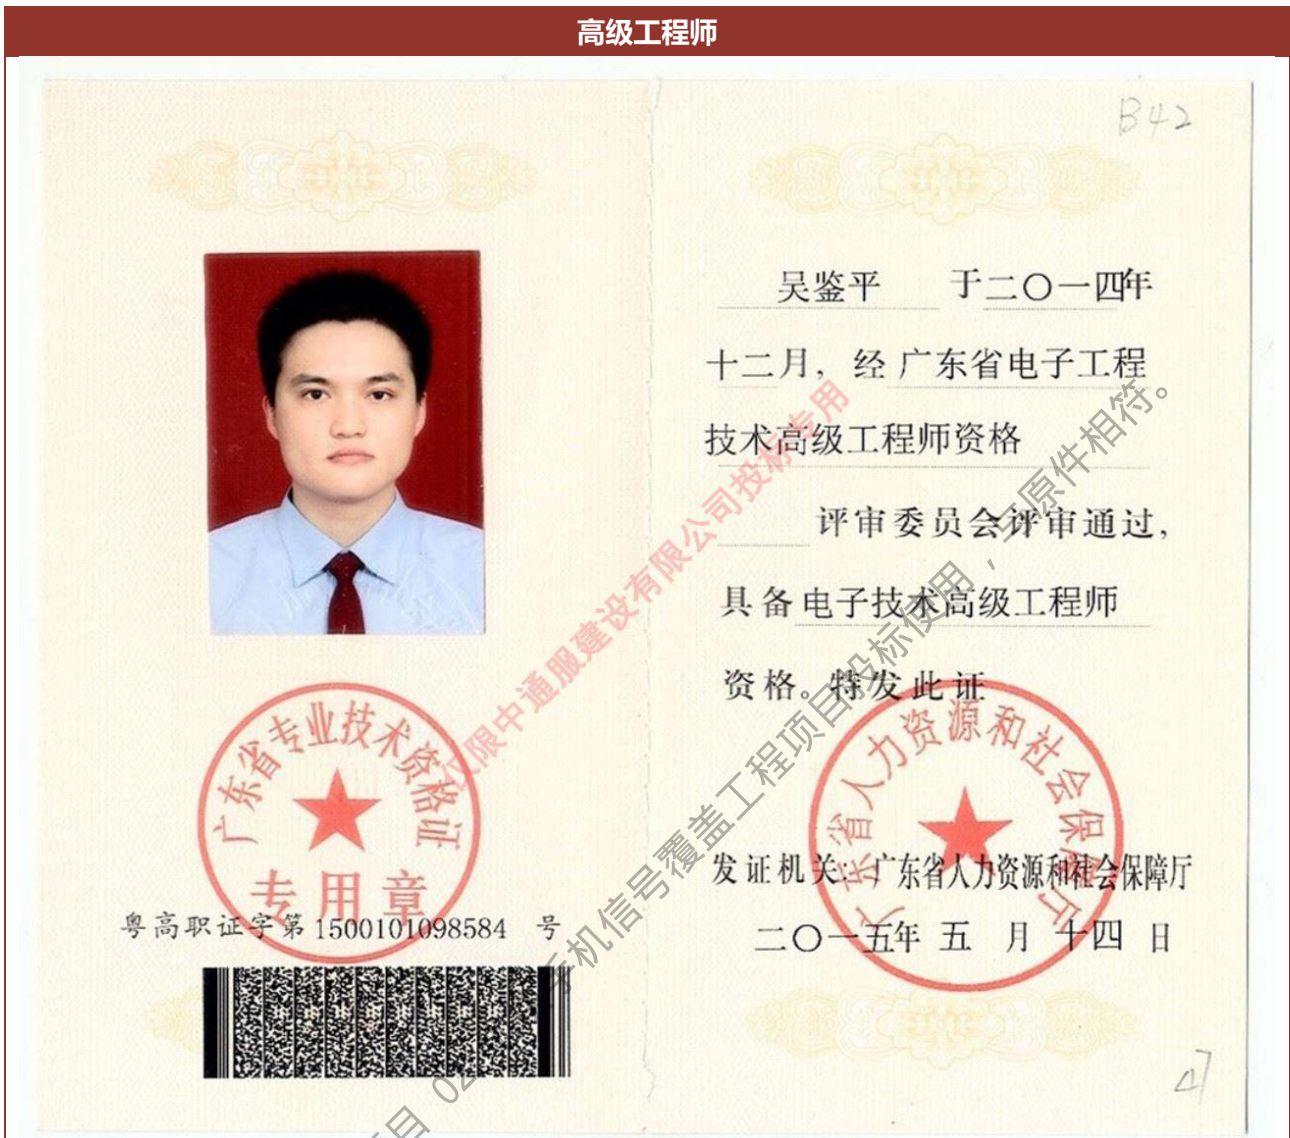 高级工程师
B42
吴鉴平 于二〇一四年
十二月，经 广东省电子工程
技术高级工程师资格
评审委员会评审通过，
具备 电子技术高级工程师
资格。特发此证
广东省专业技术资格证
专用章
粤高职证字第 1500101098584 号
广东省人力资源和社会保障厅
发证机关：广东省人力资源和社会保障厅
二〇一五年 五 月 十四 日
仅限中通服建设有限公司投标专用
手机信号覆盖工程项目投标使用，与原件相符。